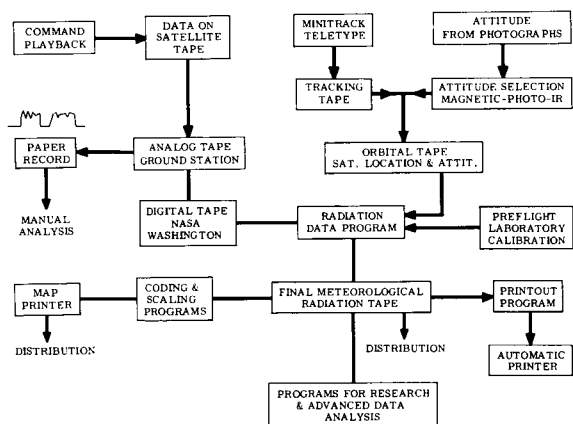 COMMAND
PLAYBACK
DATA ON
SATELLITE
TAPE
MINITRACK
TELETYPE
ATTITUDE
FROM PHOTOGRAPHS
TRACKING
TAPE
ATTITUDE SELECTION
MAGNETIC-PHOTO-IR
PAPER
RECORD
ANALOG TAPE
GROUND STATION
ORBITAL TAPE
SAT. LOCATION & ATTIT.
MANUAL
ANALYSIS
DIGITAL TAPE
NASA
WASHINGTON
RADIATION
DATA PROGRAM
PREFLIGHT
LABORATORY
CALIBRATION
MAP
PRINTER
CODING &
SCALING
PROGRAMS
FINAL METEOROLOGICAL
RADIATION TAPE
PRINTOUT
PROGRAM
DISTRIBUTION
DISTRIBUTION
AUTOMATIC
PRINTER
PROGRAMS FOR RESEARCH
& ADVANCED DATA
ANALYSIS